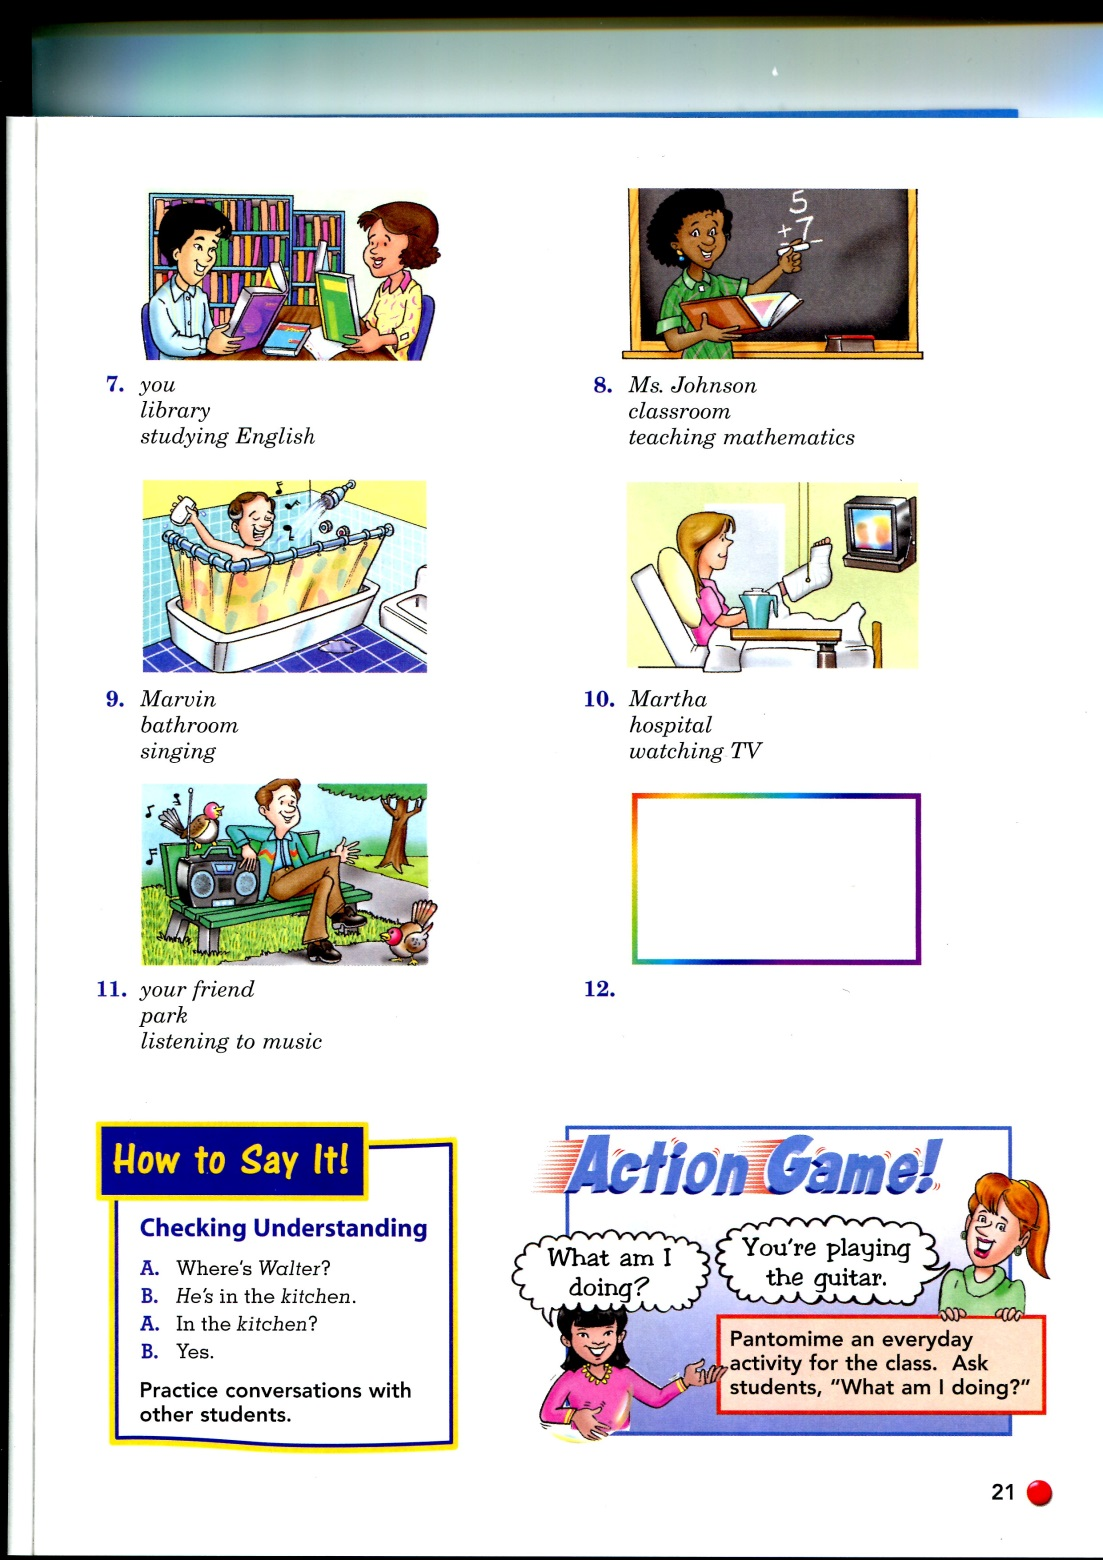 5
+ 7
7. you
library
studying English
8. Ms. Johnson
classroom
teaching mathematics
9. Marvin
bathroom
singing
10. Martha
hospital
watching TV
11. your friend
park
listening to music
12.
How to Say It!
Checking Understanding
A. Where's Walter?
B. He's in the kitchen.
A. In the kitchen?
B. Yes.
Practice conversations with
other students.
Action Game!
What am I
doing?
You're playing
the guitar.
Pantomime an everyday
activity for the class. Ask
students, "What am I doing?"
21